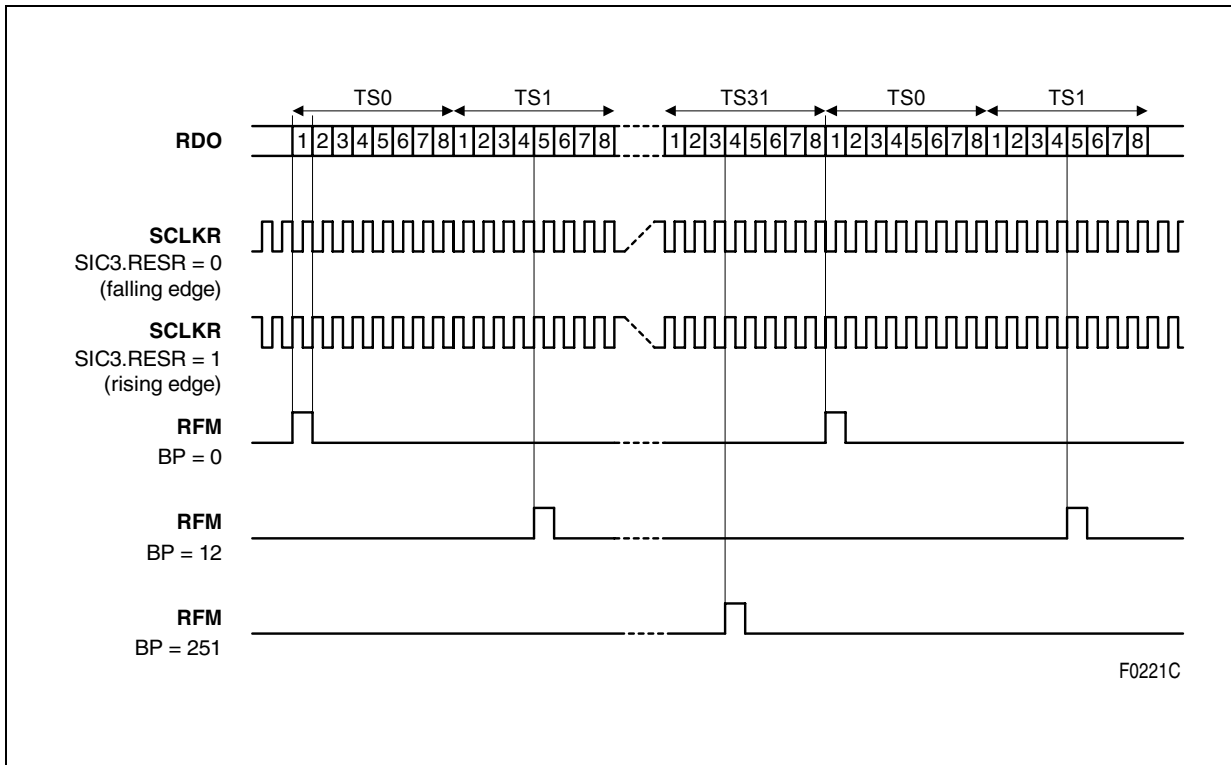 TS0 TS1 TS31 TS0 TS1
RDO 1 2 3 4 5 6 7 8 1 2 3 4 5 6 7 8 1 2 3 4 5 6 7 8 1 2 3 4 5 6 7 8 1 2 3 4 5 6 7 8
SCLKR
SIC3.RESR = 0
(falling edge)
SCLKR
SIC3.RESR = 1
(rising edge)
RFM
BP = 0
RFM
BP = 12
RFM
BP = 251
F0221C